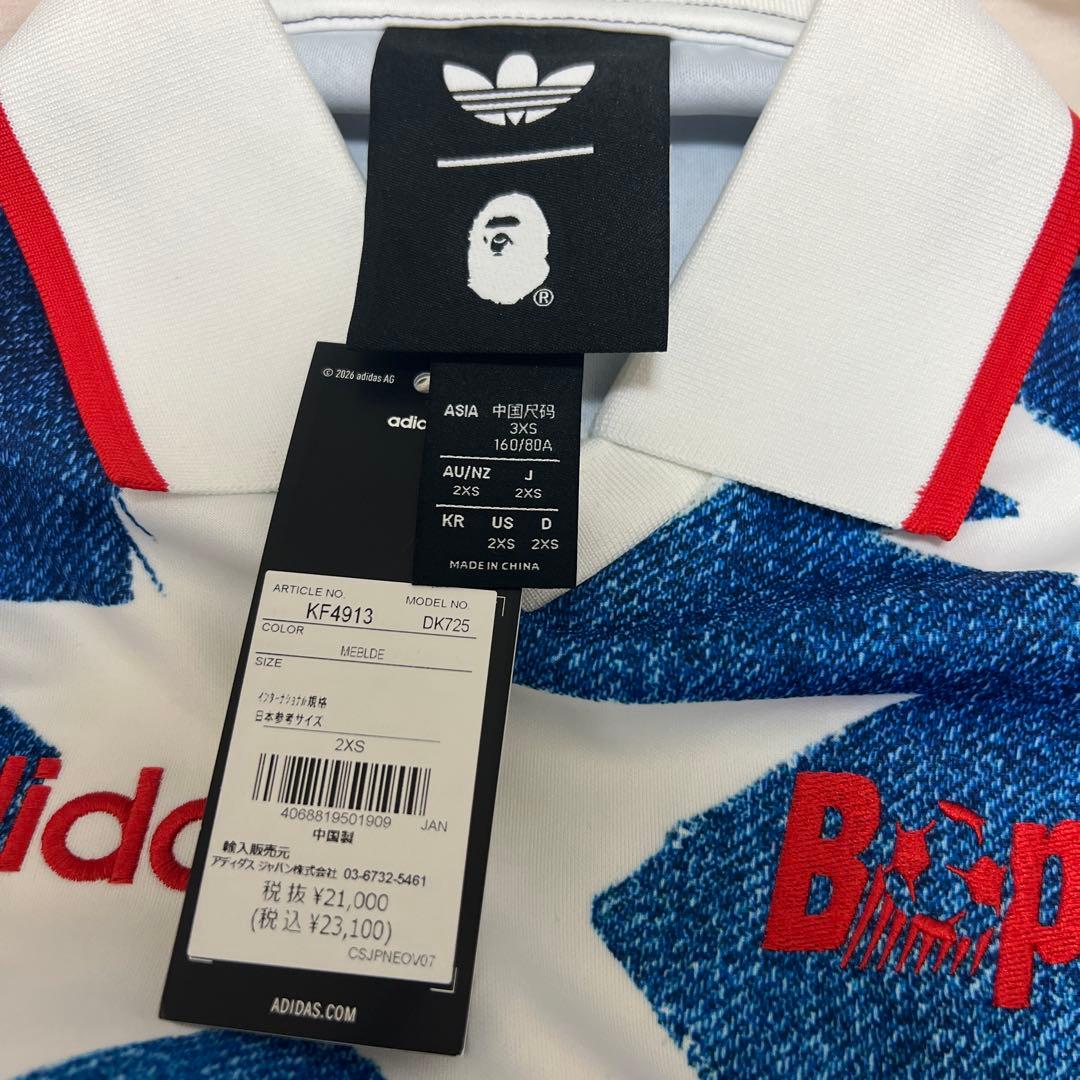 ®
© 2026 adidas AG
adid
ASIA 中国尺码
3XS
160/80A
AU/NZ J
2XS 2XS
KR US D
2XS 2XS
MADE IN CHINA
ARTICLE NO. MODEL NO.
KF4913 DK725
COLOR
MEBLDE
SIZE
インターナショナル規格
日本参考サイズ
2XS
4068819501909 JAN
中国製
輸入販売元
アディダス ジャパン株式会社 03-6732-5461
税抜 ¥21,000
(税込 ¥23,100)
CSJPNEOV07
ADIDAS.COM
lida
Bap